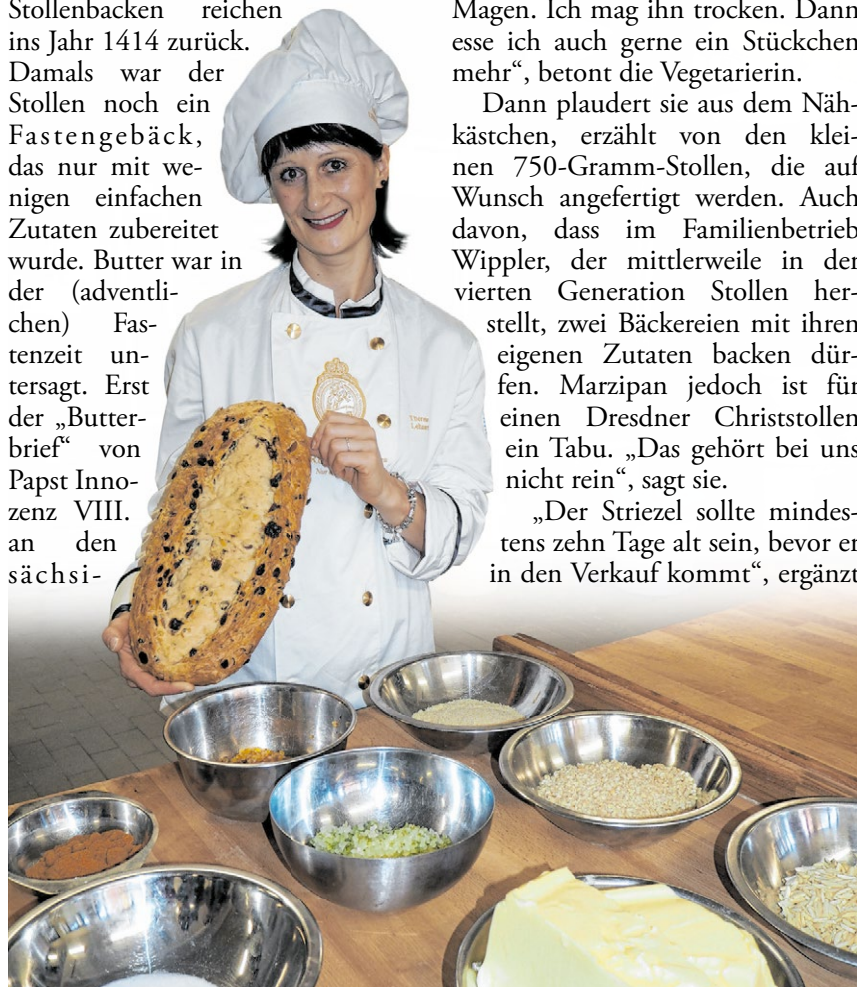 Stollenbacken reichen
ins Jahr 1414 zurück.
Damals war der
Stollen noch ein
Fastengebäck,
das nur mit we-
nigen einfachen
Zutaten zubereitet
wurde. Butter war in
der (adventli-
chen) Fas-
tenzeit un-
tersagt. Erst
der „Butter-
brief“ von
Papst Inno-
zenz VIII.
an den
sächsi-
Magen. Ich mag ihn trocken. Dann
esse ich auch gerne ein Stückchen
mehr“, betont die Vegetarierin.
Dann plaudert sie aus dem Näh-
kästchen, erzählt von den klei-
nen 750-Gramm-Stollen, die auf
Wunsch angefertigt werden. Auch
davon, dass im Familienbetrieb
Wippler, der mittlerweile in der
vierten Generation Stollen her-
stellt, zwei Bäckereien mit ihren
eigenen Zutaten backen dür-
fen. Marzipan jedoch ist für
einen Dresdner Christstollen
ein Tabu. „Das gehört bei uns
nicht rein“, sagt sie.
„Der Striezel sollte mindes-
tens zehn Tage alt sein, bevor er
in den Verkauf kommt“, ergänzt